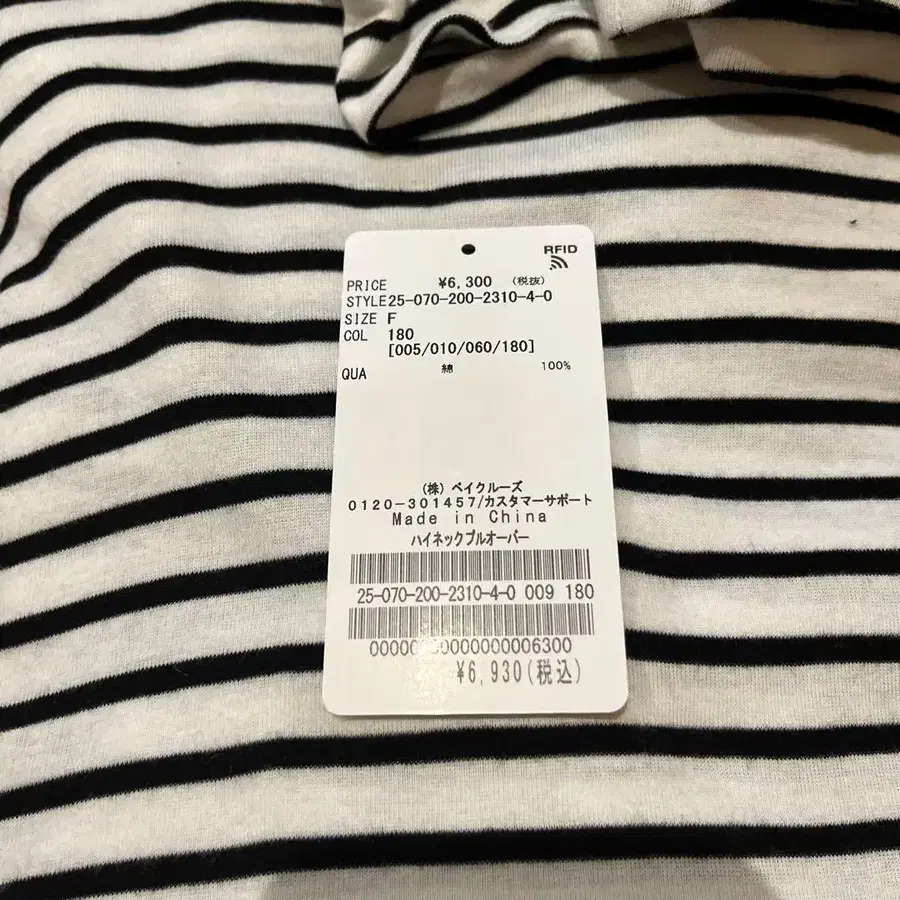 RFID
PRICE ¥6,300 (税抜)
STYLE25-070-200-2310-4-0
SIZE F
COL 180
[005/010/060/180]
QUA 綿 100%
(株) ベイクルーズ
0120-301457/カスタマーサポート
Made in China
ハイネックプルオーバー
25-070-200-2310-4-0 009 180
¥6,930(税込)